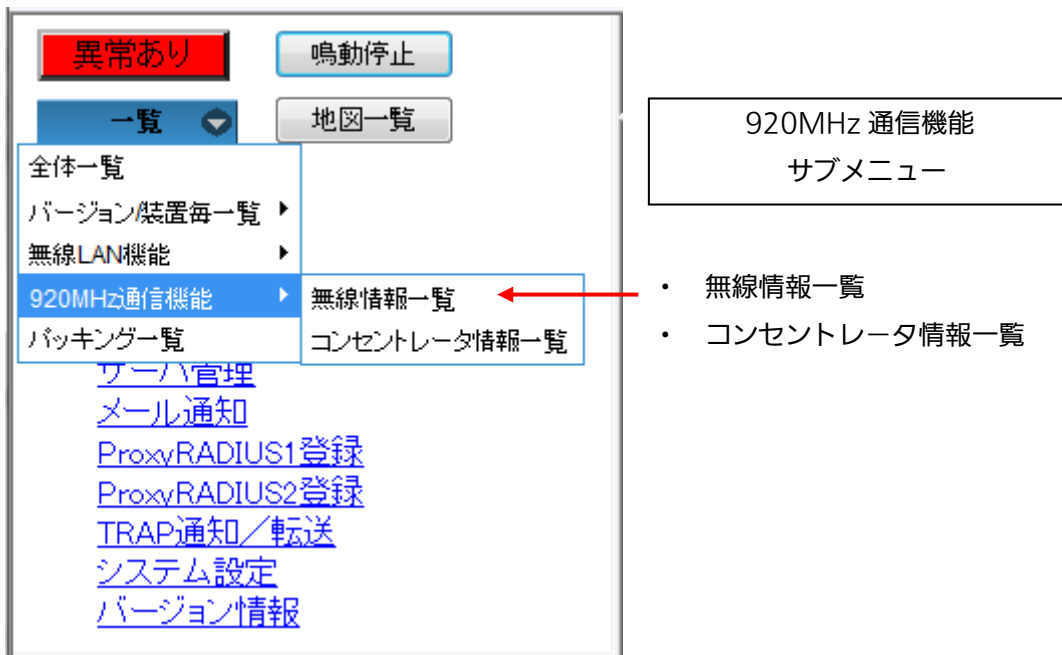 異常あり
鳴動停止
一覧
地図一覧
全体一覧
バージョン/装置毎一覧
無線LAN機能
920MHz通信機能
パッキング一覧
無線情報一覧
コンセントレータ情報一覧
サーバ管理
メール通知
ProxyRADIUS1登録
ProxyRADIUS2登録
TRAP通知／転送
システム設定
バージョン情報
920MHz 通信機能
サブメニュー
・ 無線情報一覧
・ コンセントレータ情報一覧